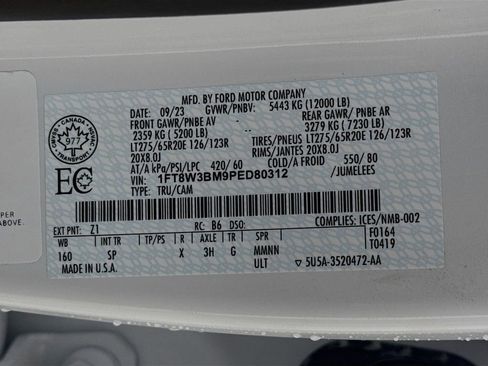 MFD. BY FORD MOTOR COMPANY
DATE: 09/23 GVWR/PNBV: 5443 KG (12000 LB)
FRONT GAWR/PNBE AV REAR GAWR/ PNBE AR
2359 KG (5200 LB) 3279 KG (7230 LB)
LT275/65R20E 126/123R TIRES/PNEUS LT275/65R20E 126/123R
20X8.0J RIMS/JANTES 20X8.0J
AT/A kPa/PSI/LPC 420/60 COLD/A FROID 550/80
VIN: 1FT8W3BM9PED80312 /JUMELEES
TYPE: TRU/CAM
CANADA
977
TRANSPORT
EC
EXT PNT: Z1 RC: B6 DSO: COMPLIES: ICES/NMB-002
WB INT TR TP/PS R AXLE TR SPR F0164
160 SP X 3H G MMNN T0419
MADE IN U.S.A. ULT ▽ 5U5A-3520472-AA
PER
ABOVE.